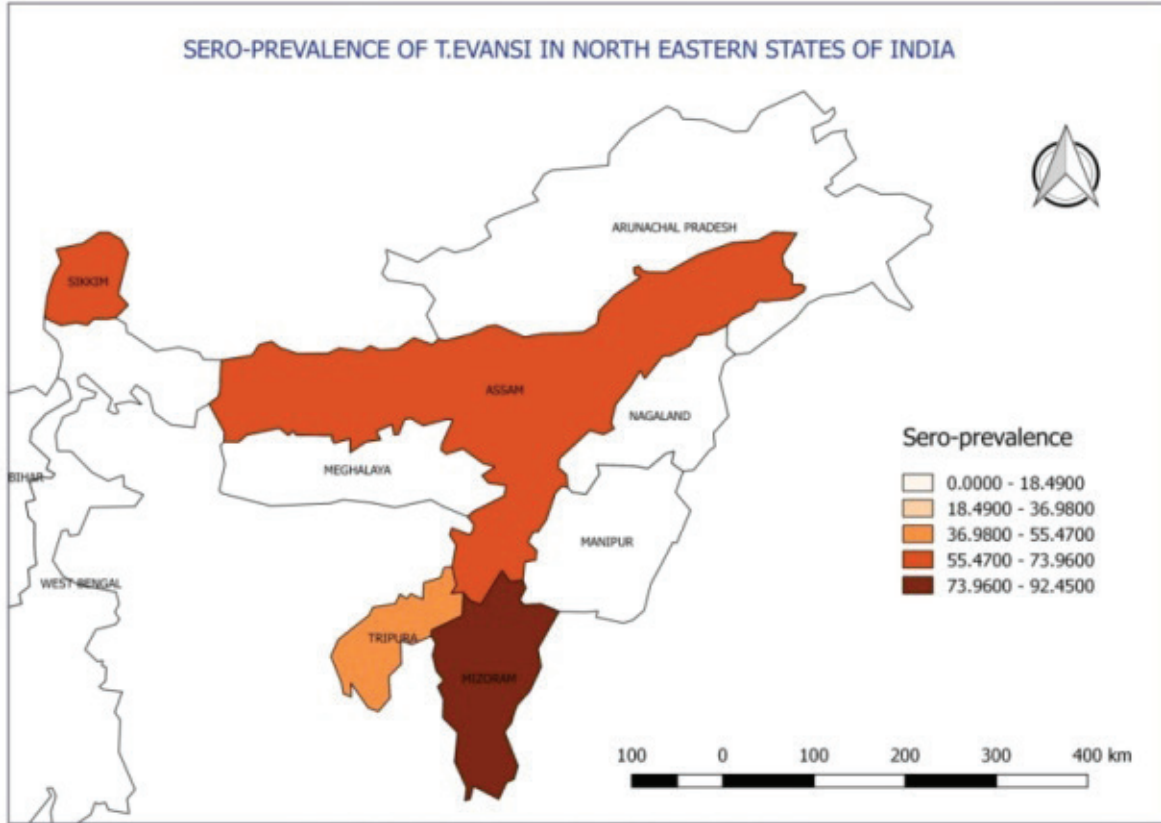 SERO-PREVALENCE OF T.EVANSI IN NORTH EASTERN STATES OF INDIA
ARUNACHAL PRADESH
SIKKIM
ASSAM
NAGALAND
MEGHALAYA
BIHAR
MANIPUR
WEST BENGAL
TRIPURA
MIZORAM
Sero-prevalence
0.0000 - 18.4900
18.4900 - 36.9800
36.9800 - 55.4700
55.4700 - 73.9600
73.9600 - 92.4500
100 0 100 200 300 400 km